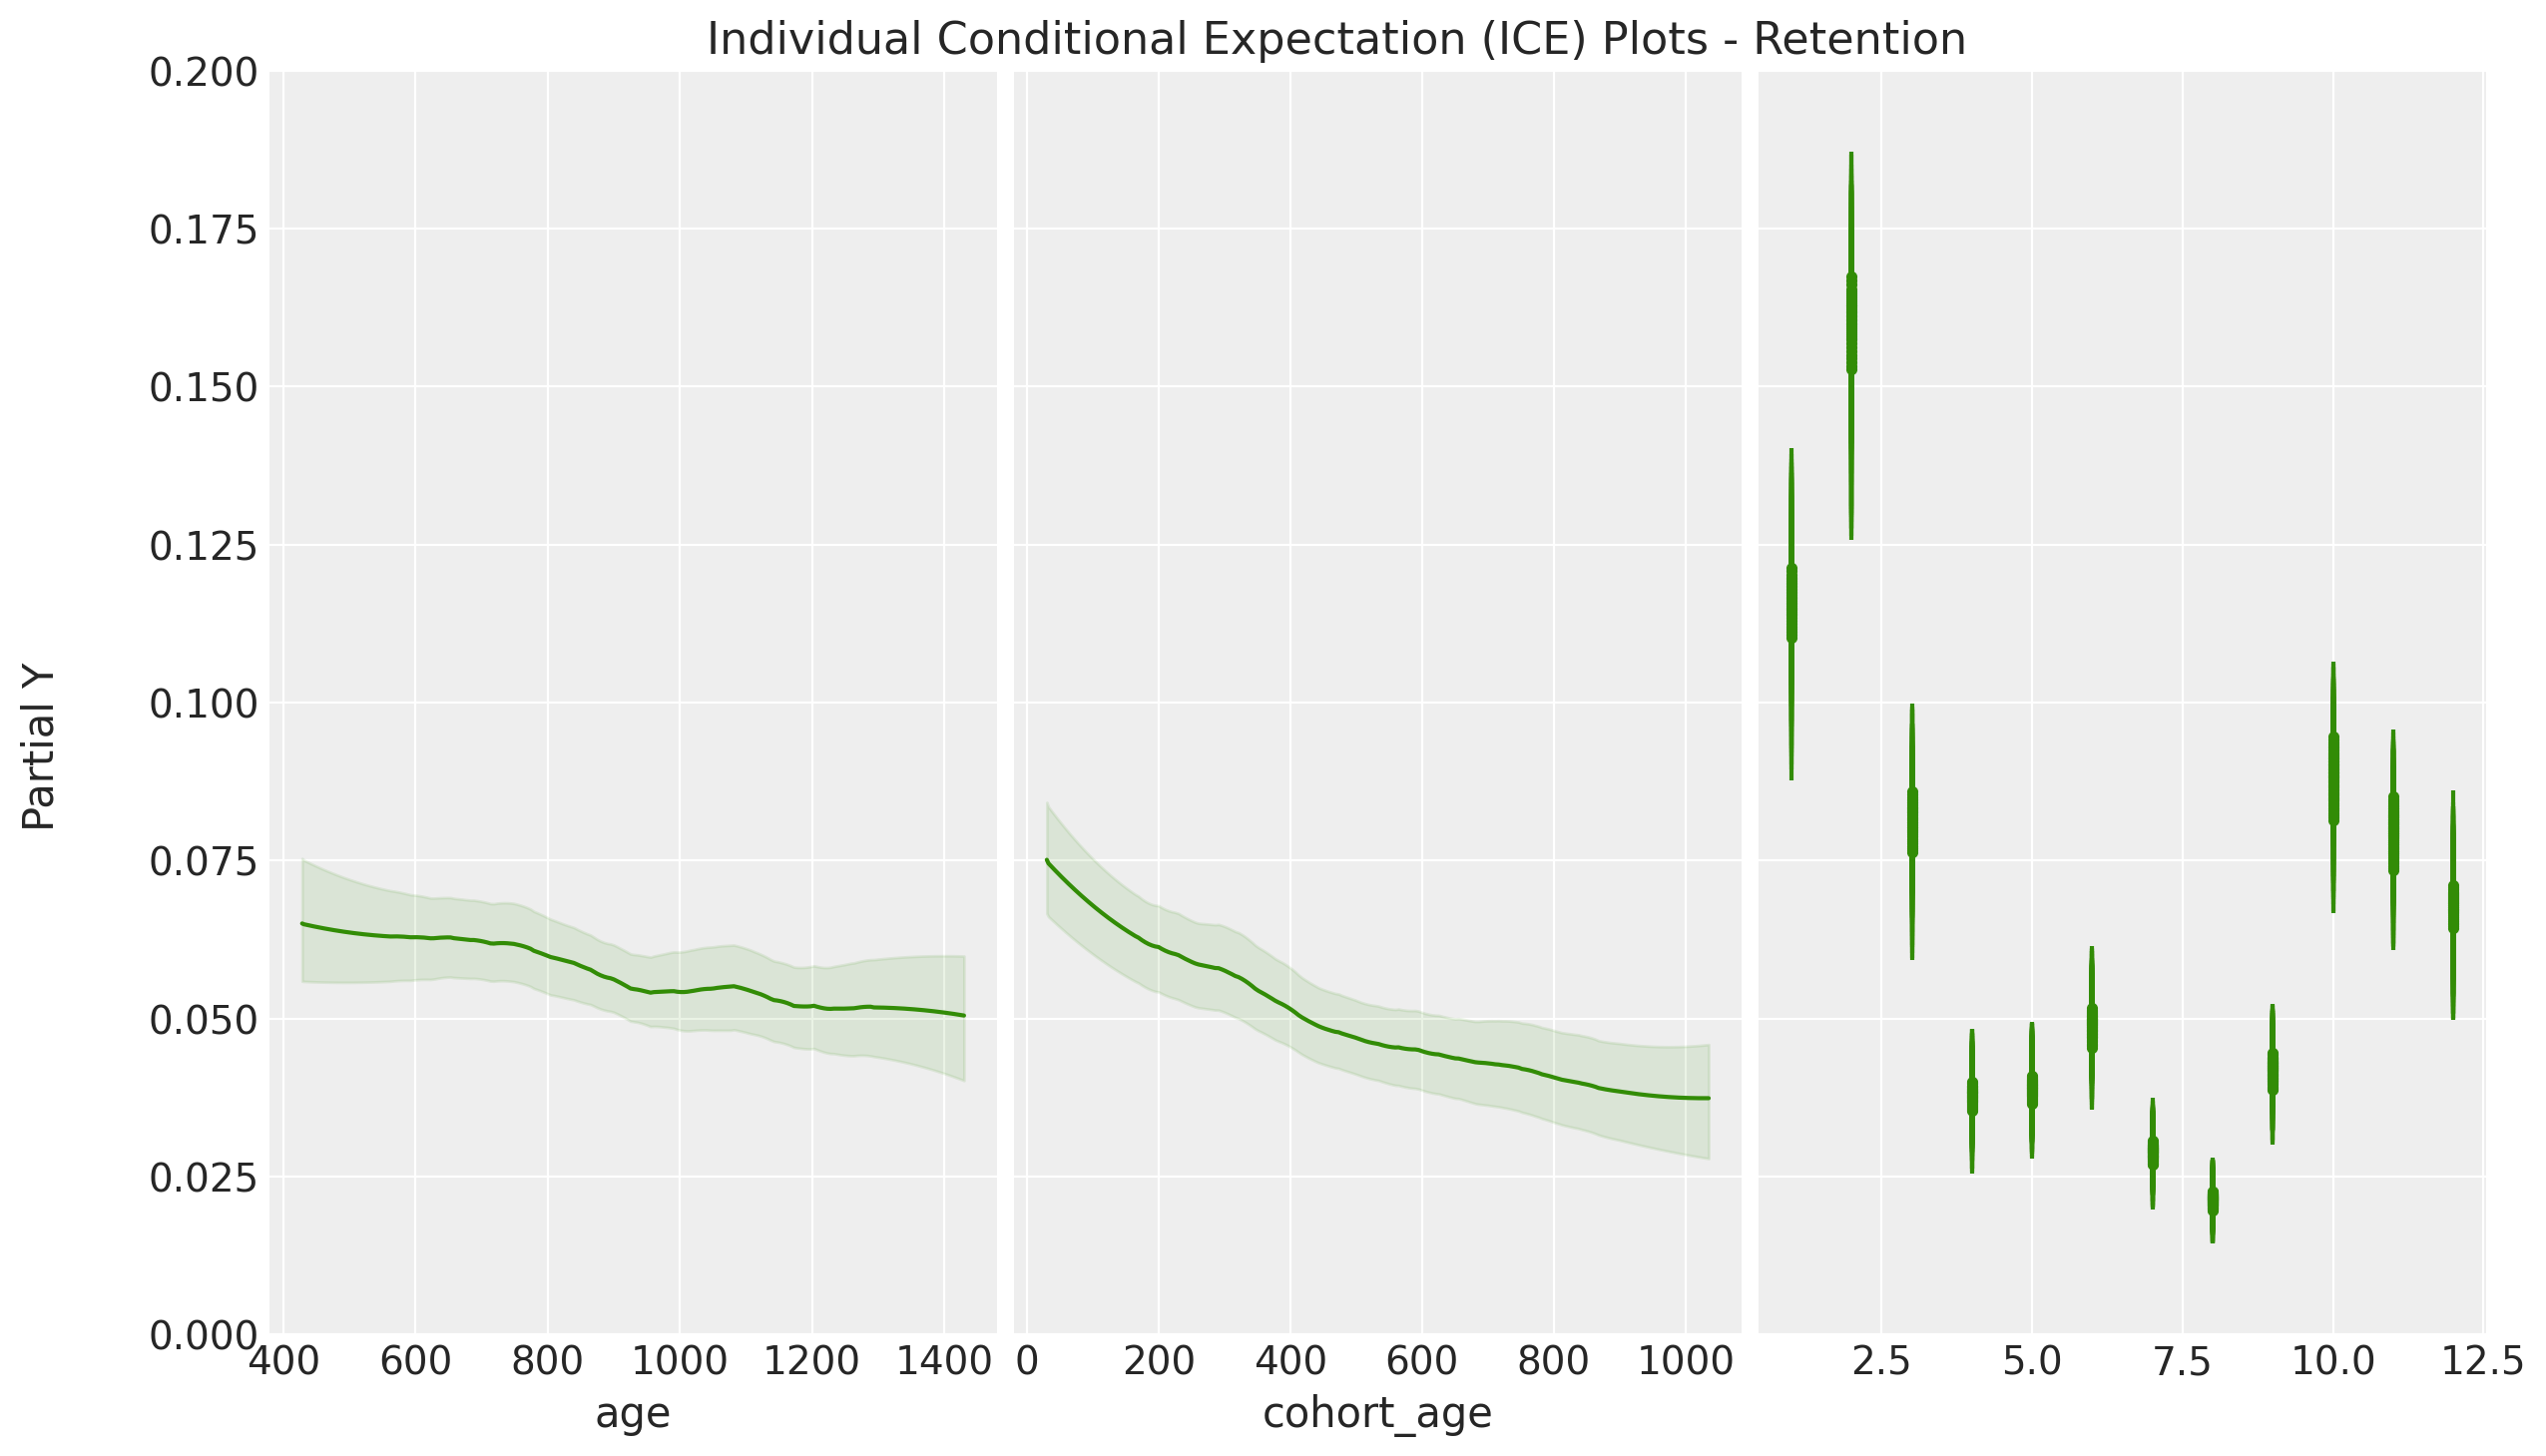 Individual Conditional Expectation (ICE) Plots - Retention
Partial Y
0.200
0.175
0.150
0.125
0.100
0.075
0.050
0.025
0.000
400 600 800 1000 1200 1400
age
0 200 400 600 800 1000
cohort_age
2.5 5.0 7.5 10.0 12.5